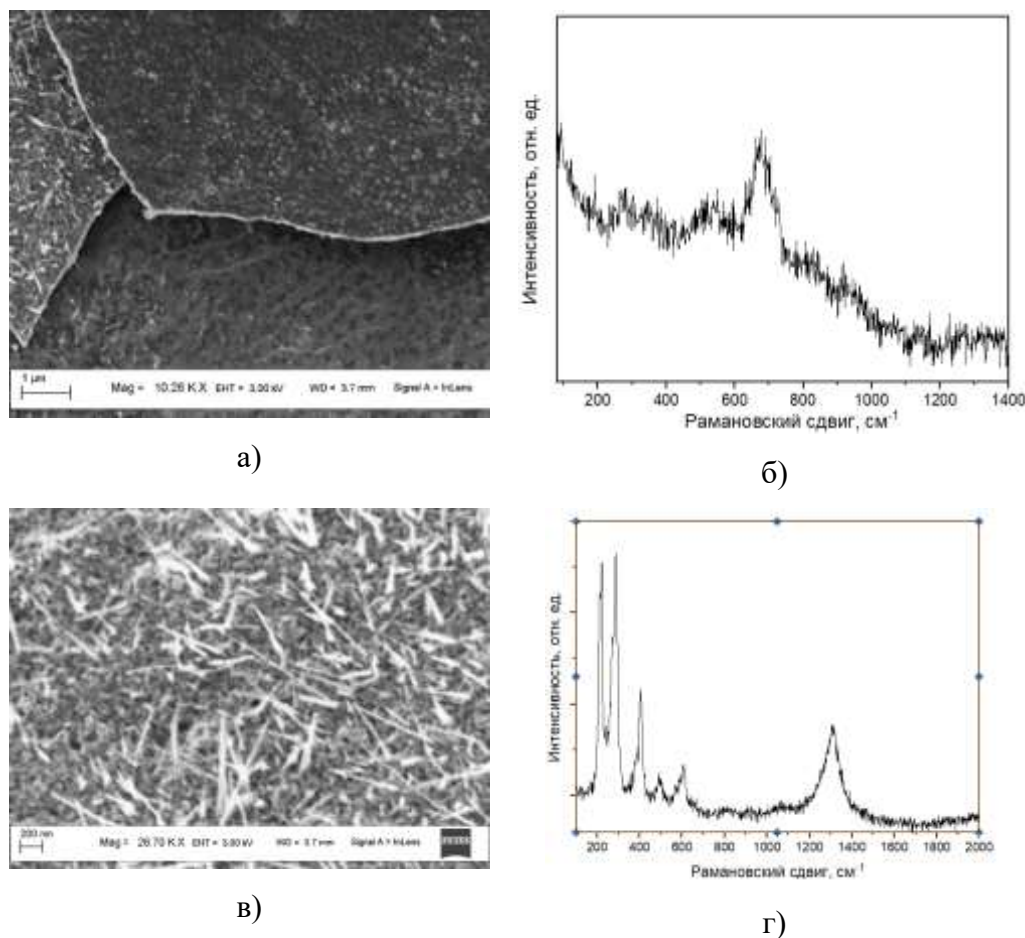 1 μm
Mag = 10.26 K X EHT = 3.00 kV WD = 3.7 mm Signal A = InLens
Интенсивность, отн. ед.
200 400 600 800 1000 1200 1400
Рамановский сдвиг, см⁻¹
а)
б)
200 nm
Mag = 26.70 K X EHT = 3.00 kV WD = 3.7 mm Signal A = InLens
ZEISS
Интенсивность, отн. ед.
200 400 600 800 1000 1200 1400 1600 1800 2000
Рамановский сдвиг, см⁻¹
в)
г)